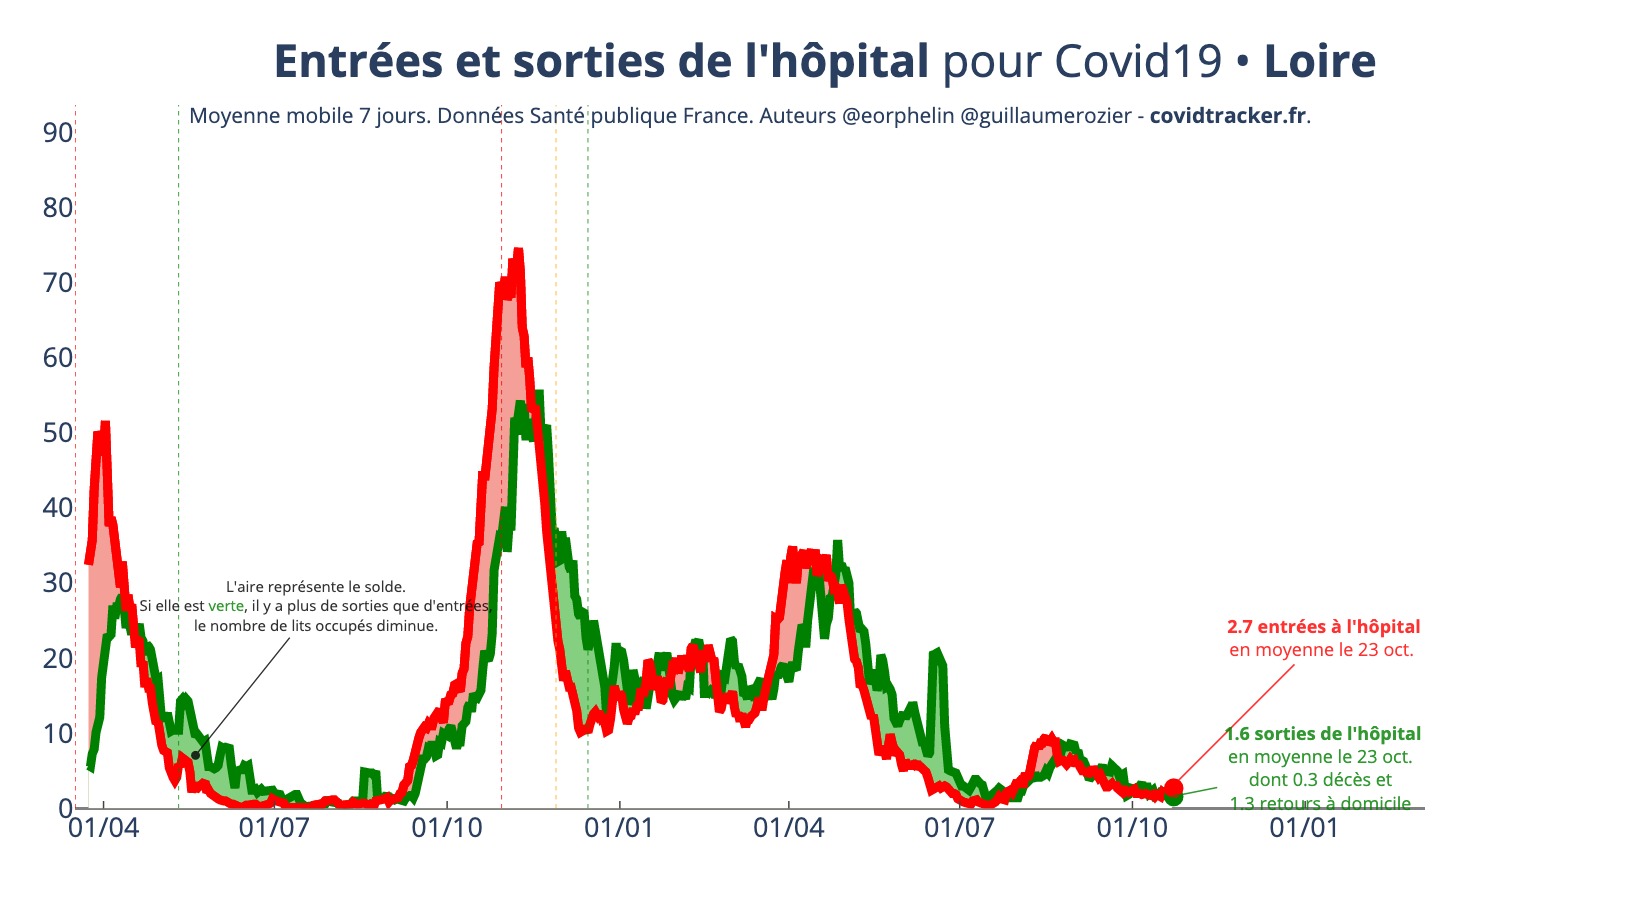 Entrées et sorties de l'hôpital pour Covid19 • Loire
Moyenne mobile 7 jours. Données Santé publique France. Auteurs @eorphelin @guillaumerozier - covidtracker.fr.
90
80
70
60
50
40
30
20
10
0
L'aire représente le solde.
Si elle est verte, il y a plus de sorties que d'entrées,
le nombre de lits occupés diminue.
2.7 entrées à l'hôpital
en moyenne le 23 oct.
1.6 sorties de l'hôpital
en moyenne le 23 oct.
dont 0.3 décès et
1.3 retours à domicile
01/04 01/07 01/10 01/01 01/04 01/07 01/10 01/01